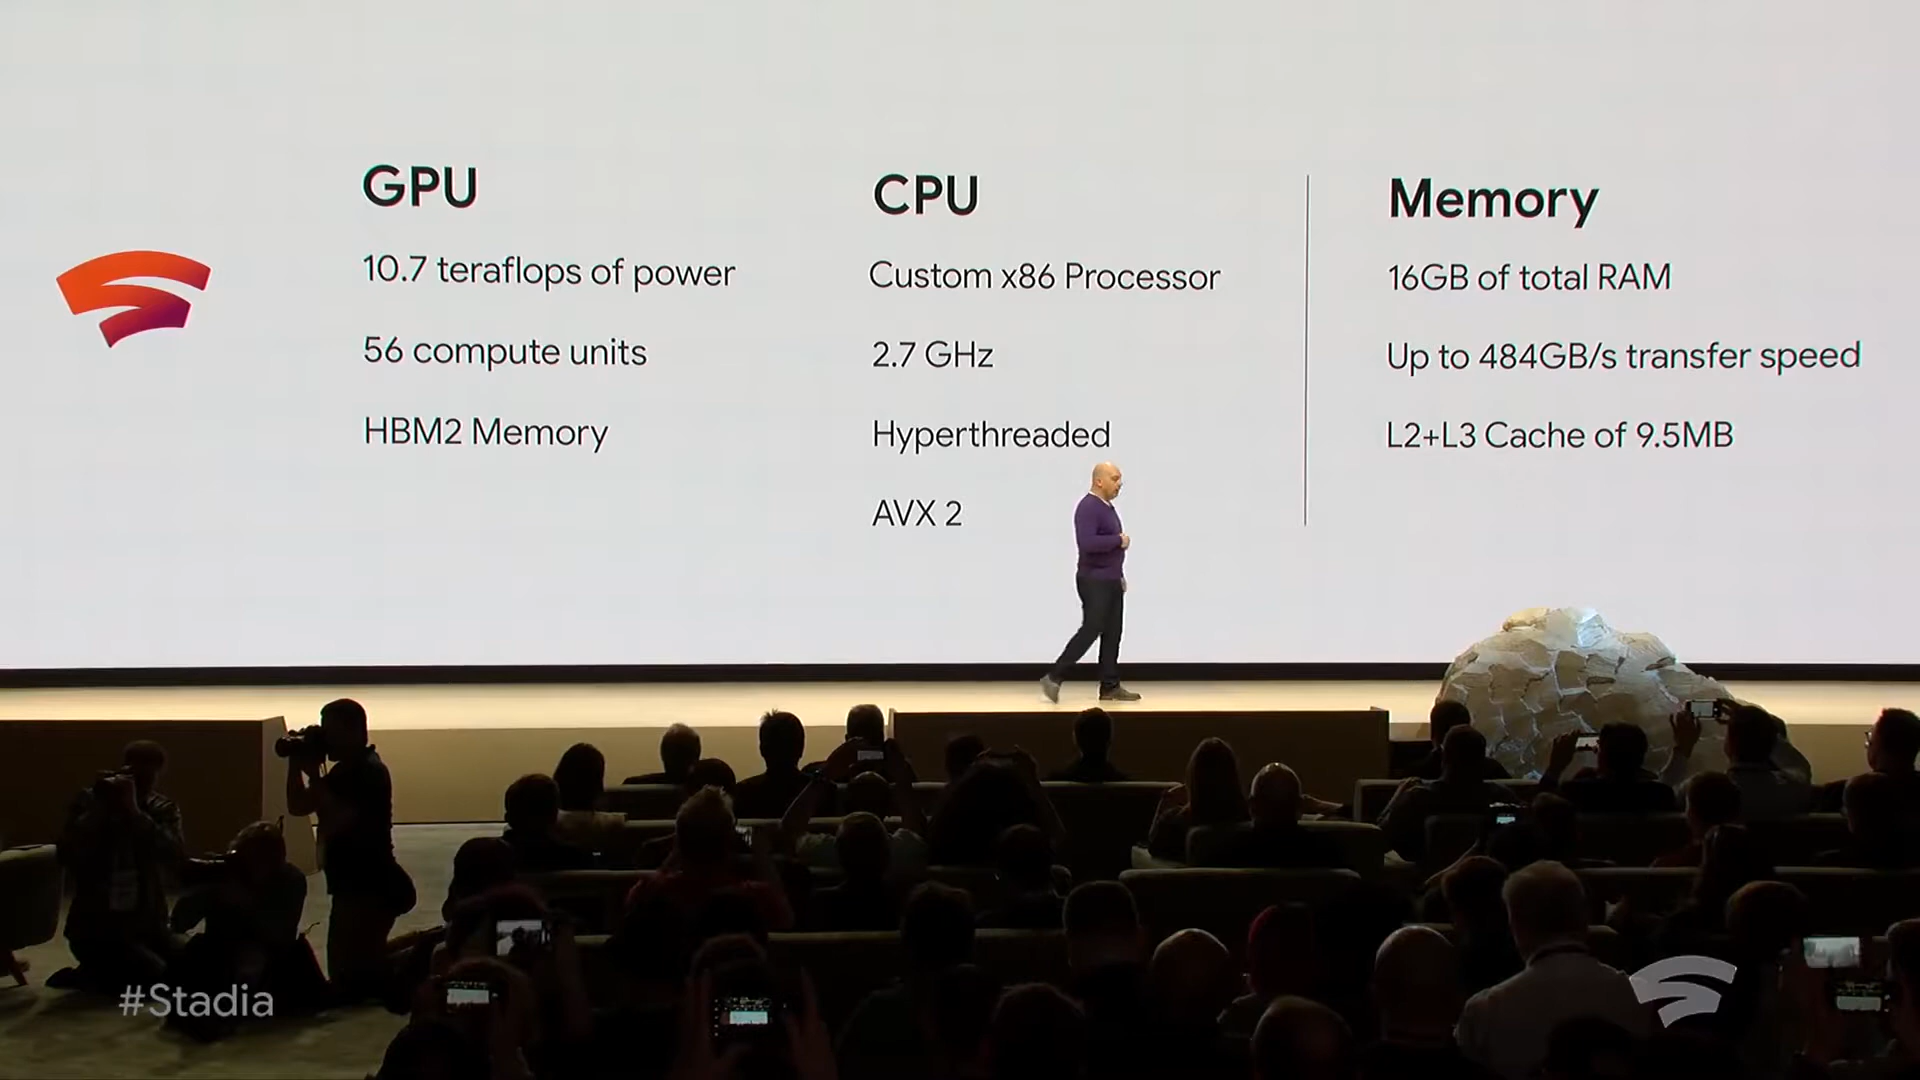 GPU
10.7 teraflops of power
56 compute units
HBM2 Memory
CPU
Custom x86 Processor
2.7 GHz
Hyperthreaded
AVX 2
Memory
16GB of total RAM
Up to 484GB/s transfer speed
L2+L3 Cache of 9.5MB
#Stadia